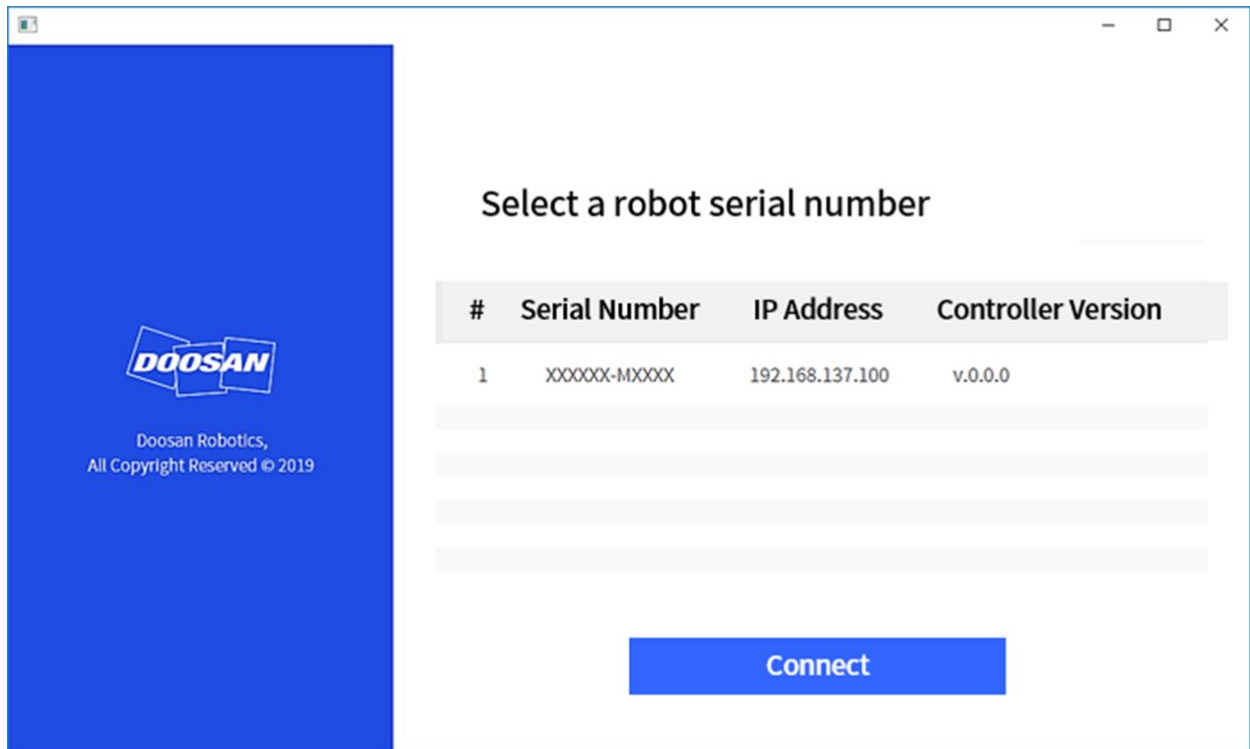 DOOSAN
Doosan Robotics,
All Copyright Reserved © 2019
Select a robot serial number
# Serial Number IP Address Controller Version
1 XXXXXX-MXXXX 192.168.137.100 v.0.0.0
Connect